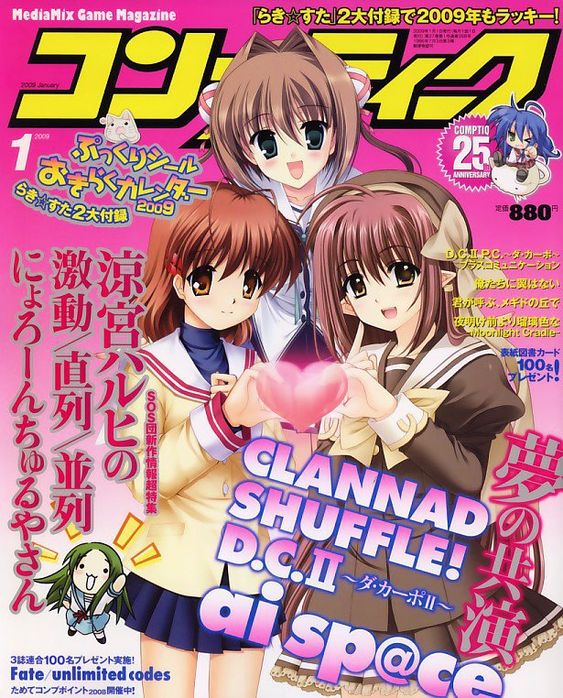 MediaMix Game Magazine
『らき☆すた』2大付録で2009年もラッキー!
コンプティーク
2009 January
1
2009
ぷっくりシール
おきらくカレンダー
2009
らき☆すた2大付録
COMPTIQ
25th
ANNIVERSARY
定価880円
D.C.II P.C.~ダ・カーポ~
プラスコミュニケーション
俺たちに翼はない
君が呼ぶ、メギドの丘で
夜明け前より瑠璃色な
-Moonlight Cradle-
表紙図書カード
100名
プレゼント!
涼宮ハルヒの
激動/直列/並列
にょろーんちゅるやさん
SOS団新作情報超特集
夢の共演
CLANNAD
SHUFFLE!
D.C.II
~ダ・カーポII~
ai sp@ce
3誌連合100名プレゼント実施!
Fate/unlimited codes
ためてコンプポイント2008開催中!